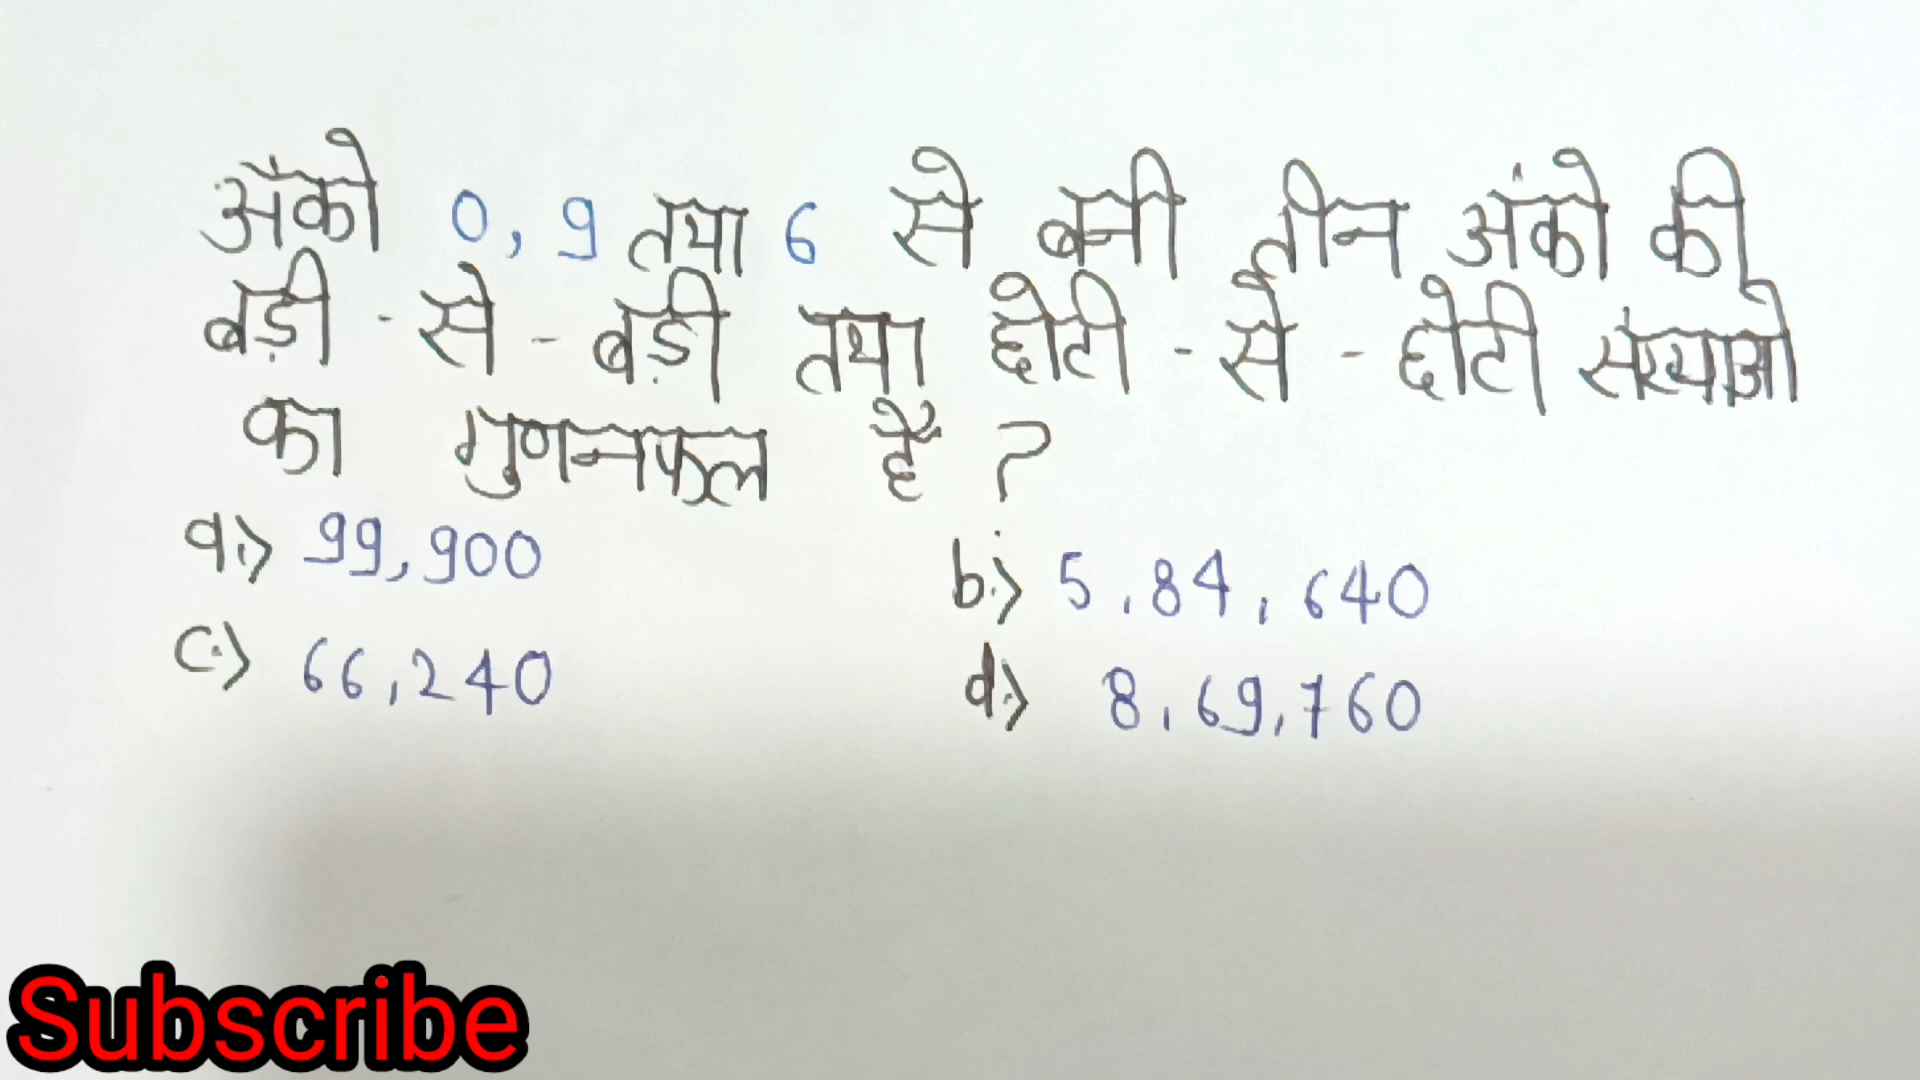 अंको 0, 9 तथा 6 से बनी तीन अंको की
बड़ी - से - बड़ी तथा छोटी - से - छोटी संख्याओ
का गुणनफल है ?
a.) 99,900
b.) 5,84,640
c.) 66,240
d.) 8,69,760
Subscribe